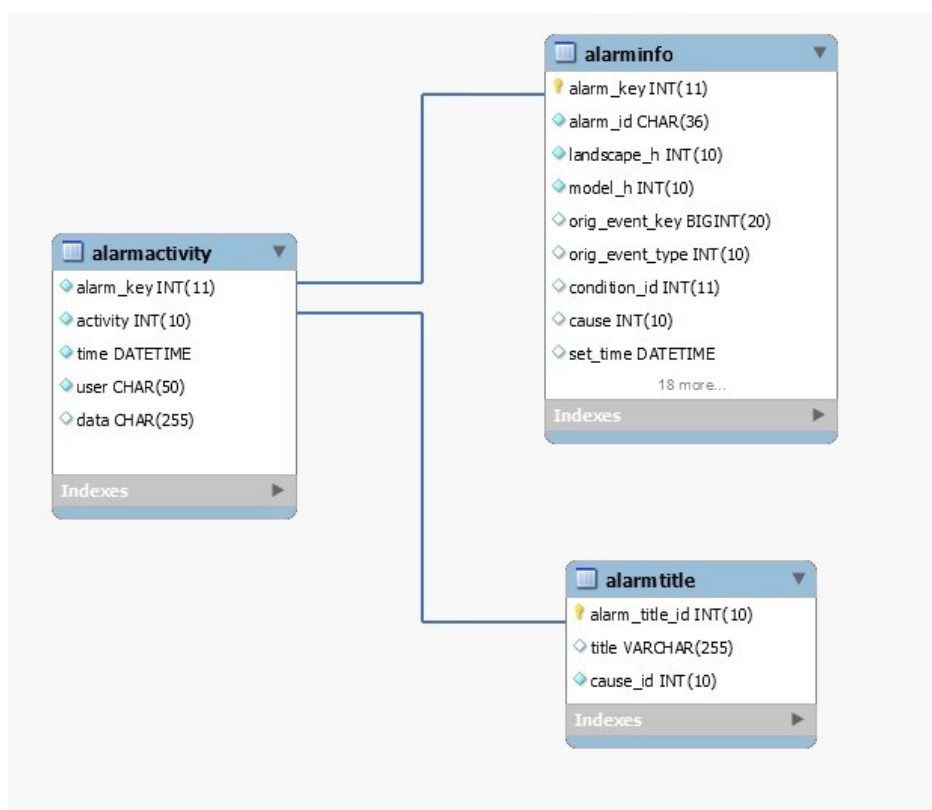 alarminfo
alarm_key INT(11)
alarm_id CHAR(36)
landscape_h INT(10)
model_h INT(10)
orig_event_key BIGINT(20)
orig_event_type INT(10)
condition_id INT(11)
cause INT(10)
set_time DATETIME
18 more...
Indexes
alarmactivity
alarm_key INT(11)
activity INT(10)
time DATETIME
user CHAR(50)
data CHAR(255)
Indexes
alarmtitle
alarm_title_id INT(10)
title VARCHAR(255)
cause_id INT(10)
Indexes